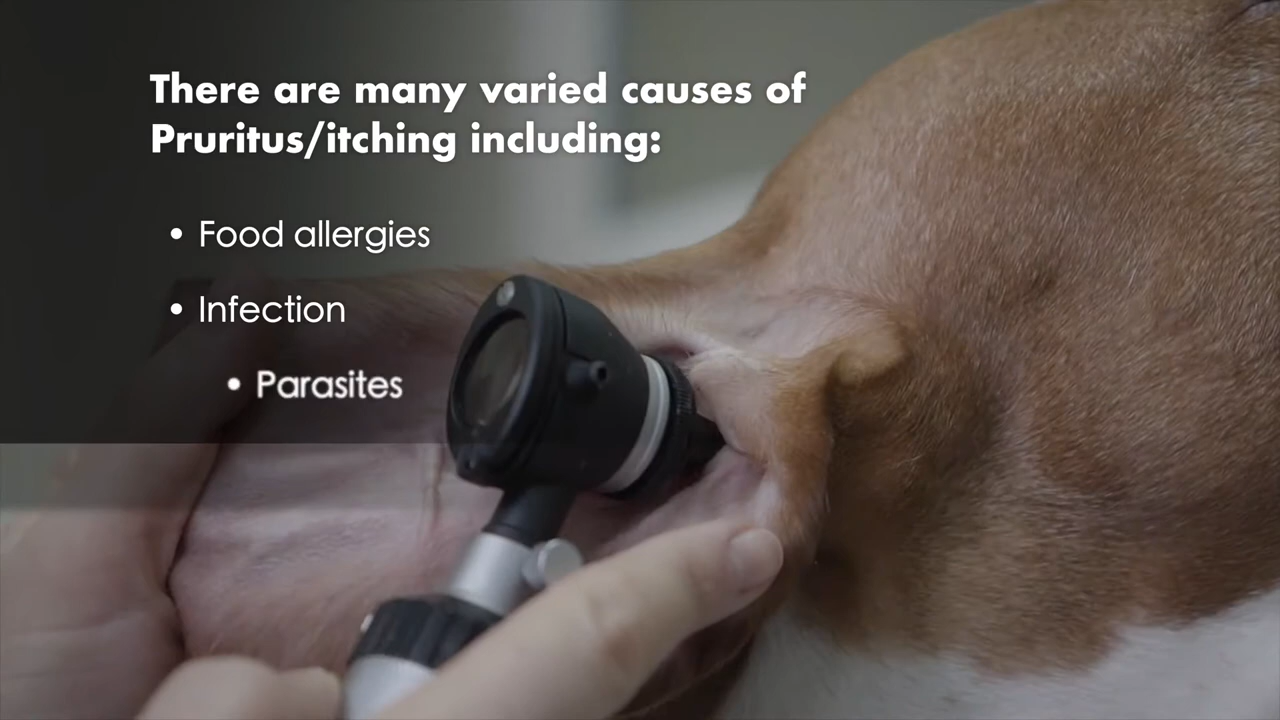 There are many varied causes of
Pruritus/itching including:
• Food allergies
• Infection
• Parasites